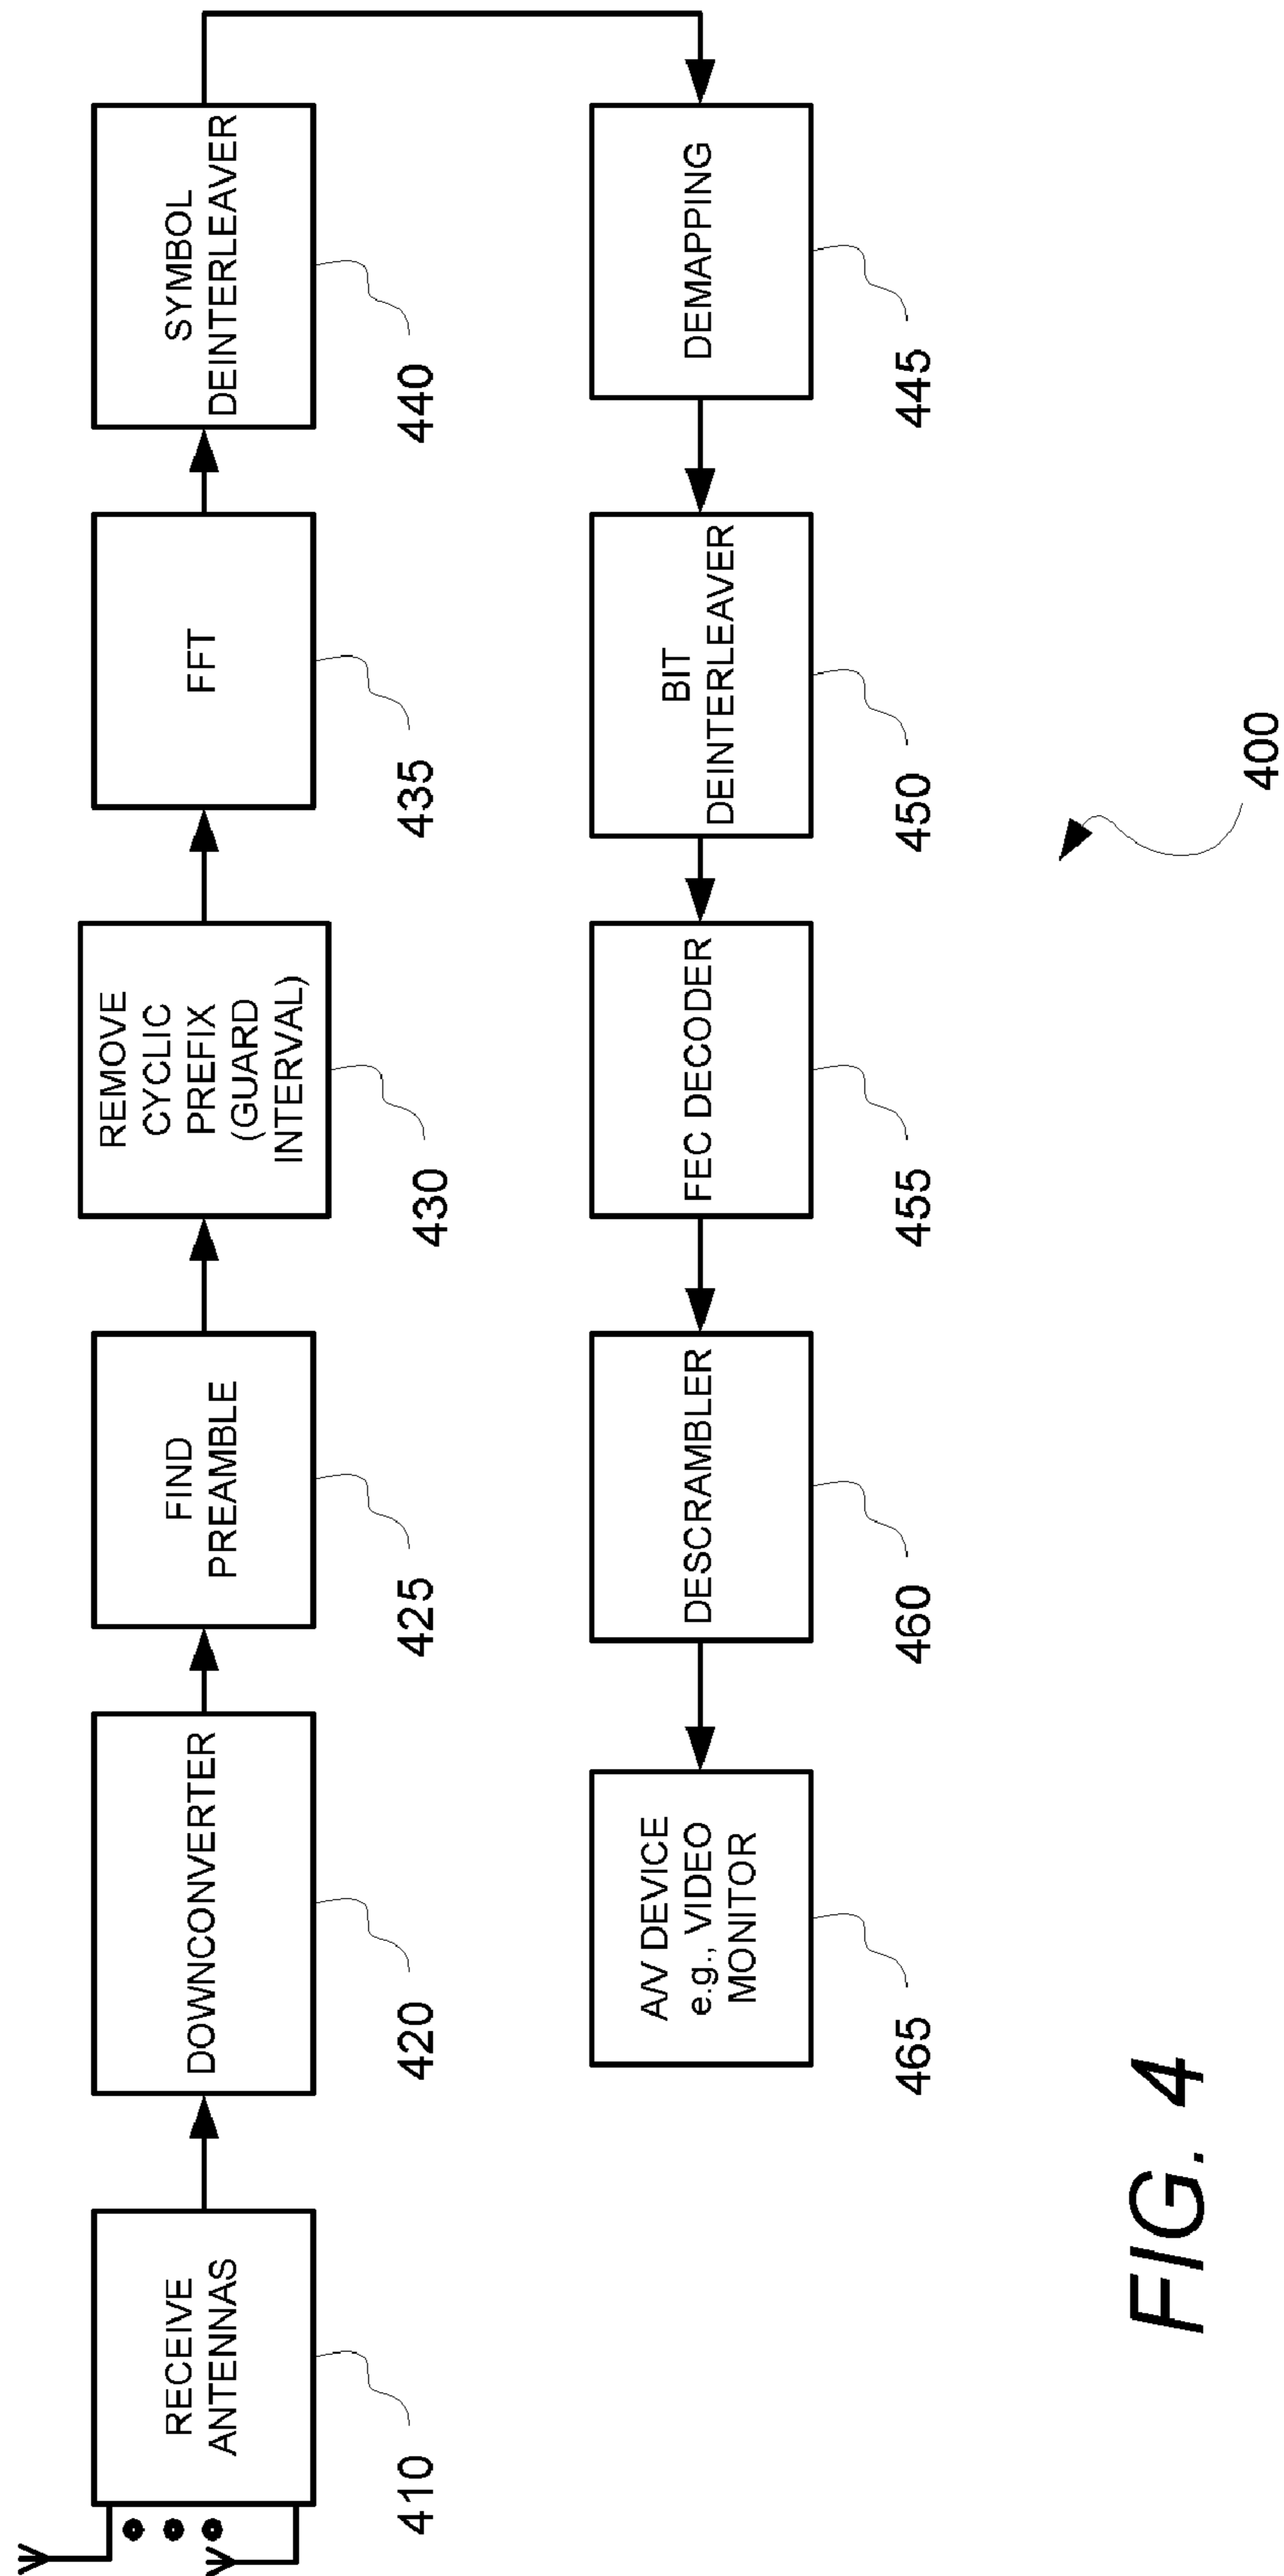 RECEIVE
ANTENNAS
410
DOWNCONVERTER
420
FIND
PREAMBLE
425
REMOVE
CYCLIC
PREFIX
(GUARD
INTERVAL)
430
FFT
435
SYMBOL
DEINTERLEAVER
440
DEMAPPING
445
BIT
DEINTERLEAVER
450
FEC DECODER
455
DESCRAMBLER
460
A/V DEVICE
e.g., VIDEO
MONITOR
465
400
FIG. 4